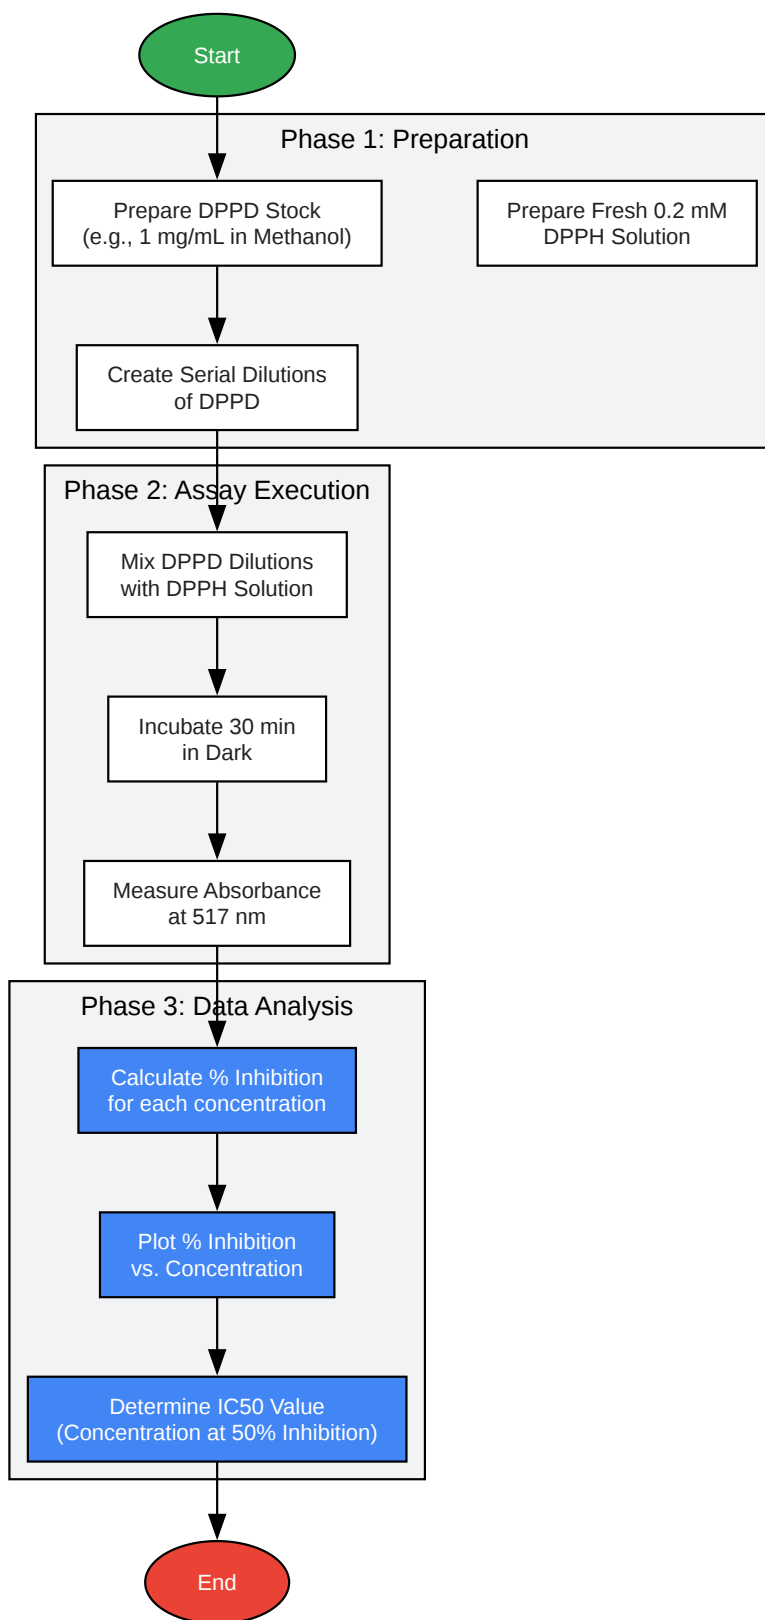 Start
Phase 1: Preparation
Prepare DPPD Stock
(e.g., 1 mg/mL in Methanol)
Prepare Fresh 0.2 mM
DPPH Solution
Create Serial Dilutions
of DPPD
Phase 2: Assay Execution
Mix DPPD Dilutions
with DPPH Solution
Incubate 30 min
in Dark
Measure Absorbance
at 517 nm
Phase 3: Data Analysis
Calculate % Inhibition
for each concentration
Plot % Inhibition
vs. Concentration
Determine IC50 Value
(Concentration at 50% Inhibition)
End